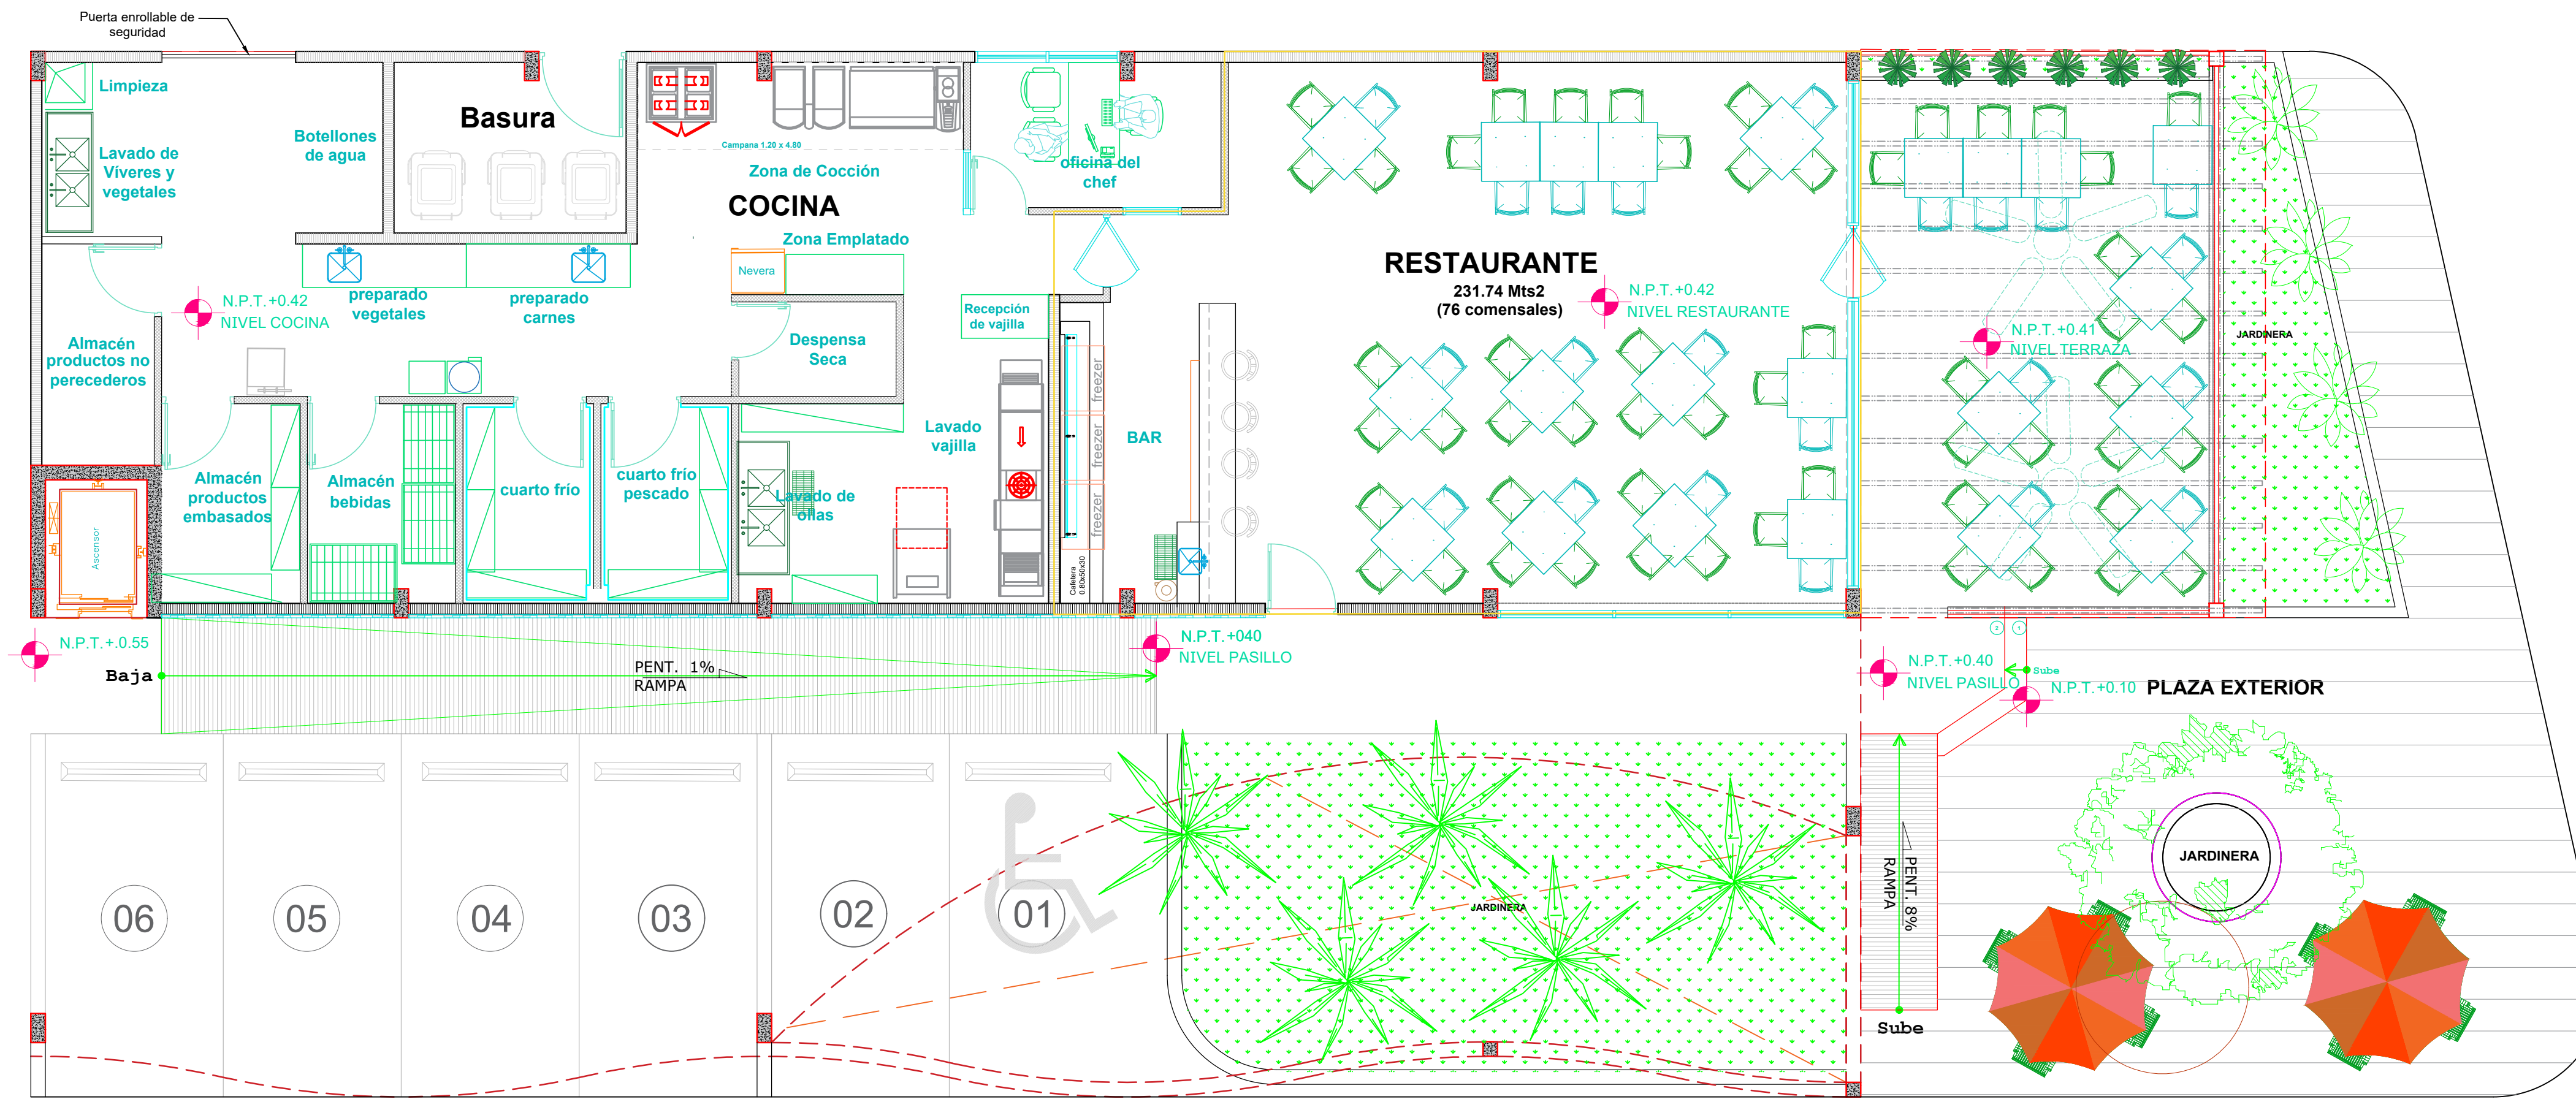 Puerta enrollable de
seguridad
Limpieza
Lavado de
Víveres y
vegetales
Botellones
de agua
Basura
Campana 1.20 x 4.80
Zona de Cocción
COCINA
Zona Emplatado
Nevera
oficina del
chef
Recepción
de vajilla
preparado
vegetales
preparado
carnes
N.P.T.+0.42
NIVEL COCINA
Almacén
productos no
perecederos
Despensa
Seca
RESTAURANTE
231.74 Mts2
(76 comensales)
N.P.T.+0.42
NIVEL RESTAURANTE
N.P.T.+0.41
NIVEL TERRAZA
JARDINERA
freezer
freezer
freezer
BAR
Lavado
vajilla
Almacén
productos
embasados
Almacén
bebidas
cuarto frío
cuarto frío
pescado
Lavado de
ollas
Ascensor
Cafetera
0.80x50x30
N.P.T.+.0.55
Baja
PENT. 1%
RAMPA
N.P.T.+040
NIVEL PASILLO
2
1
Sube
N.P.T.+0.40
NIVEL PASILLO
N.P.T.+0.10
PLAZA EXTERIOR
06
05
04
03
02
01
JARDINERA
PENT. 8%
RAMPA
Sube
JARDINERA